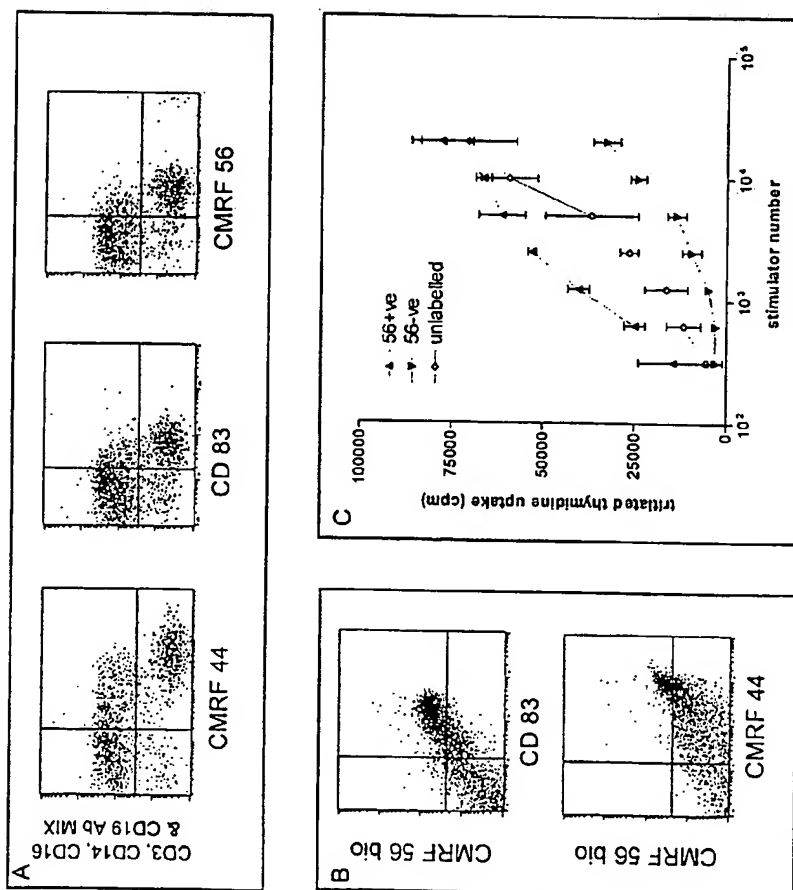 A
CD3, CD14, CD16
& CD19 Ab MIX
CMRF 44
CD 83
CMRF 56
B
CMRF 56 bio
CD 83
CMRF 56 bio
CMRF 44
C
tritiated thymidine uptake (cpm)
100000
75000
50000
25000
0
56+ve
56-ve
unlabelled
10²
10³
10⁴
10⁵
stimulator number